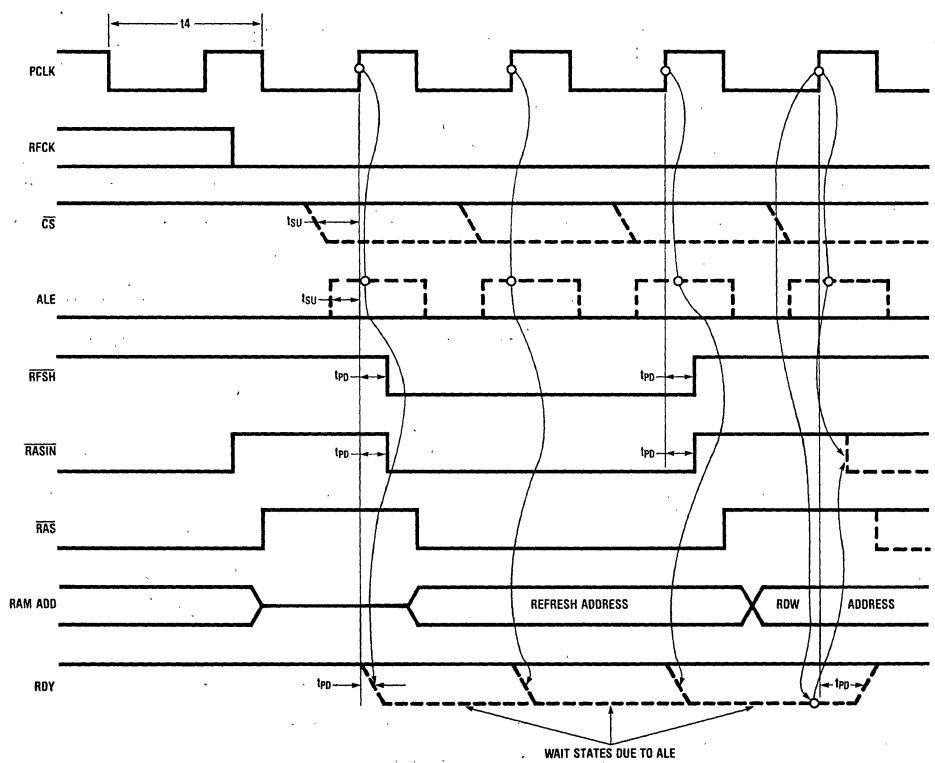 t4
PCLK
RFCK
CS
tSU
ALE
tSU
RFSH
tPD
tPD
RASIN
tPD
tPD
RAS
RAM ADD
REFRESH ADDRESS
RDW
ADDRESS
RDY
tPD
tPD
WAIT STATES DUE TO ALE